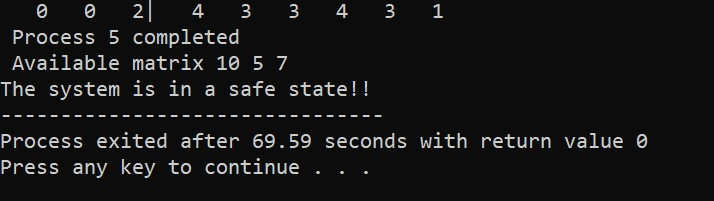 0 0 2| 4 3 3 4 3 1
Process 5 completed
Available matrix 10 5 7
The system is in a safe state!!
--------------------------------
Process exited after 69.59 seconds with return value 0
Press any key to continue . . .